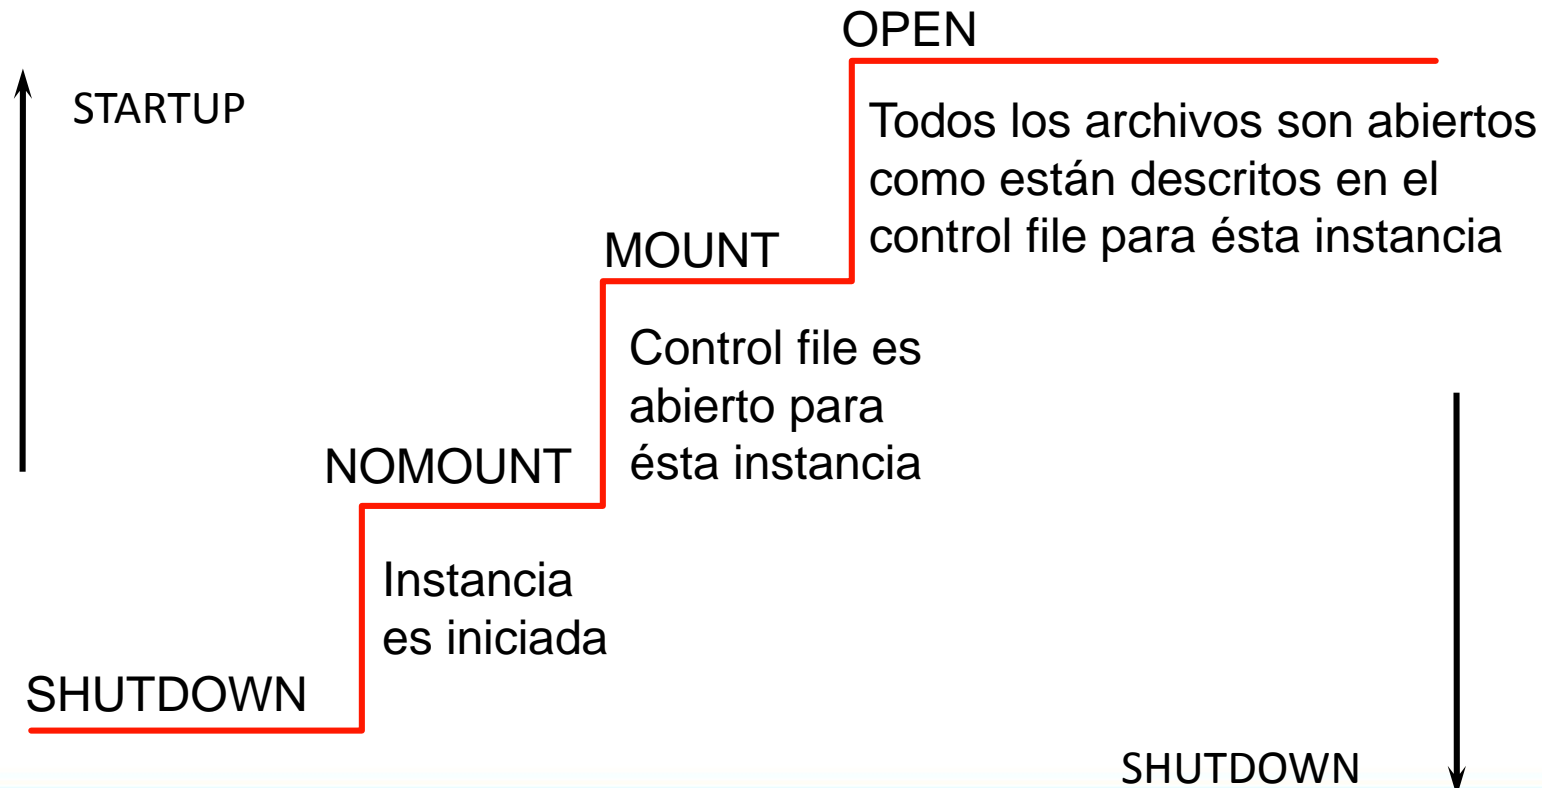 OPEN
STARTUP
Todos los archivos son abiertos
como están descritos en el
control file para ésta instancia
MOUNT
Control file es
abierto para
ésta instancia
NOMOUNT
Instancia
es iniciada
SHUTDOWN
SHUTDOWN